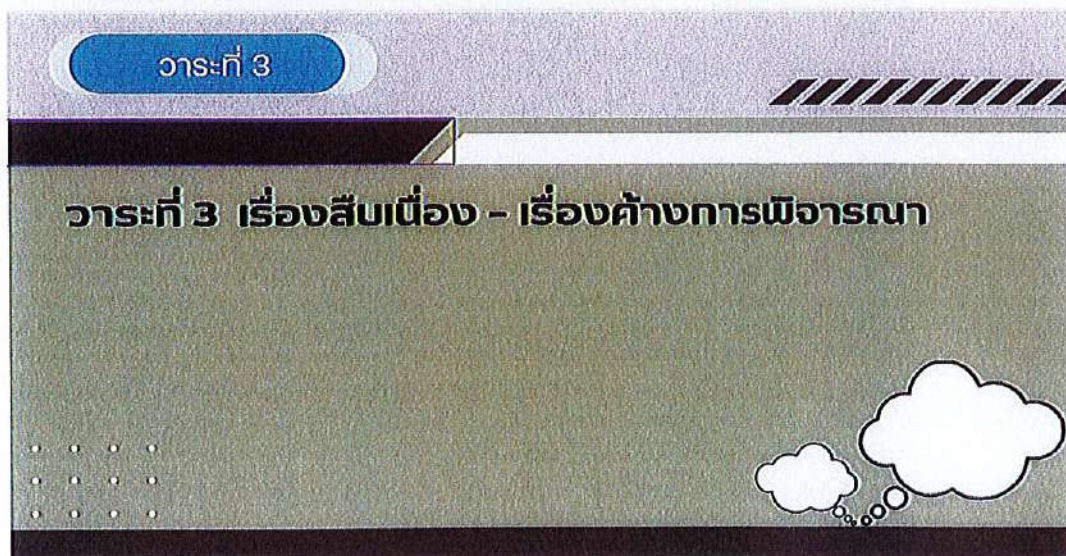 วาระที่ 3
วาระที่ 3 เรื่องสืบเนื่อง - เรื่องค้างการพิจารณา